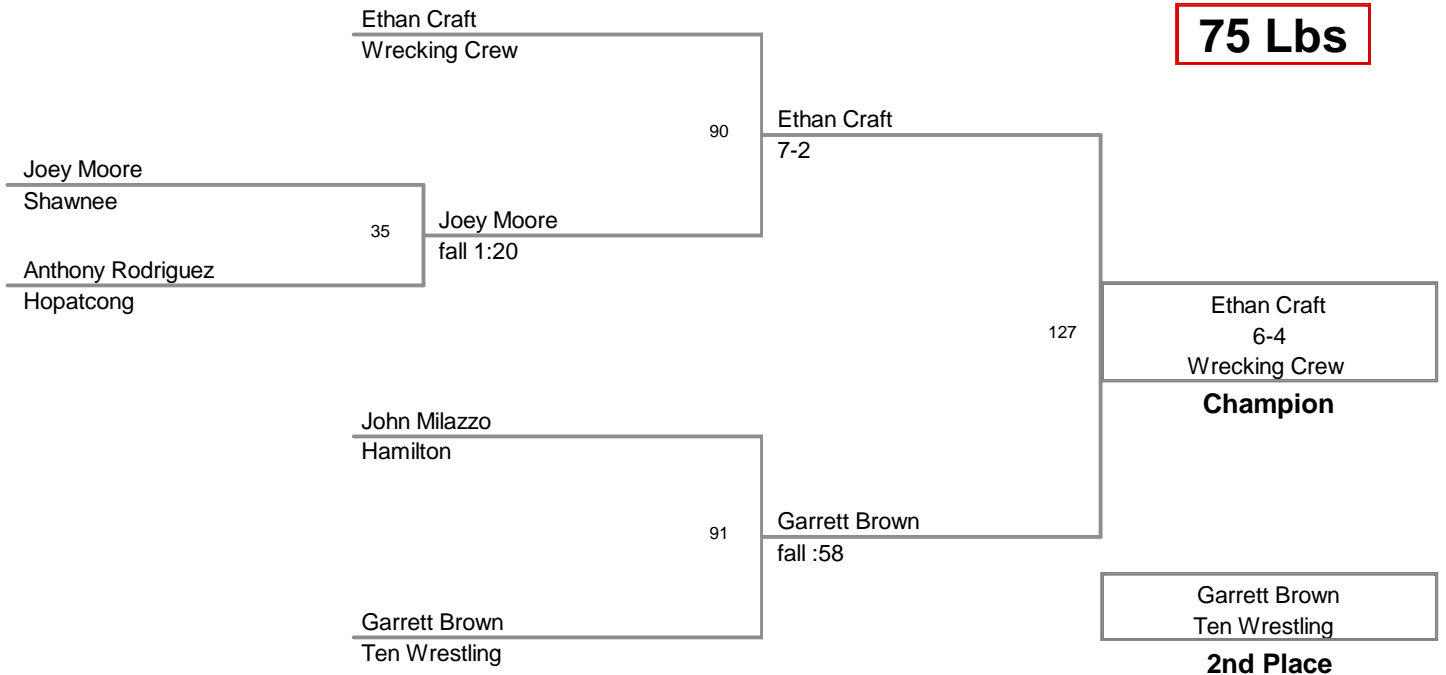 Ethan Craft
Wrecking Crew
75 Lbs
90
Ethan Craft
7-2
Joey Moore
Shawnee
35
Joey Moore
fall 1:20
Anthony Rodriguez
Hopatcong
127
Ethan Craft
6-4
Wrecking Crew
Champion
John Milazzo
Hamilton
91
Garrett Brown
fall :58
Garrett Brown
Ten Wrestling
Garrett Brown
Ten Wrestling
2nd Place